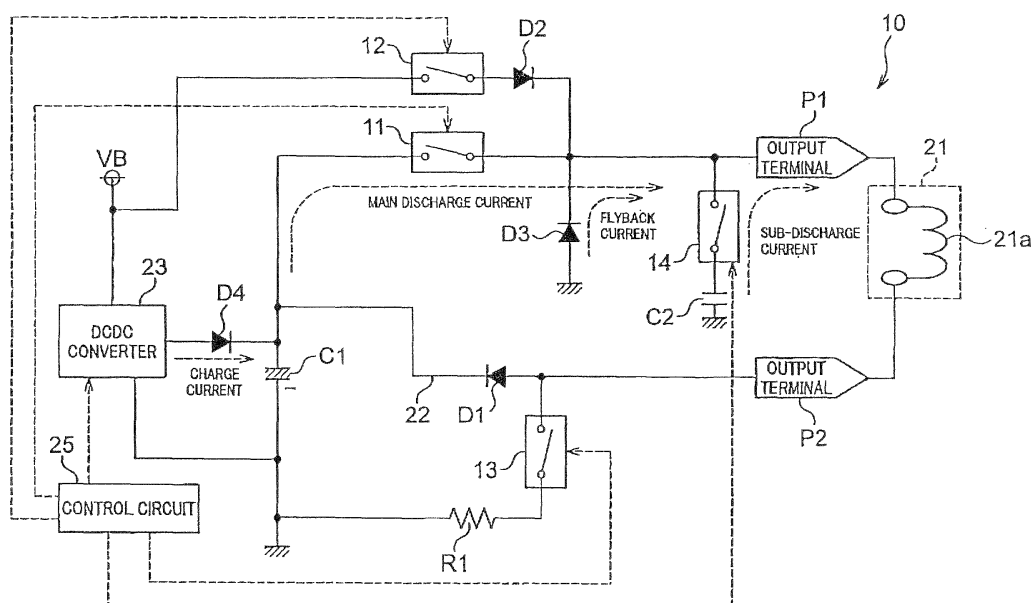 10
12
D2
VB
11
P1
OUTPUT
TERMINAL
21
21a
MAIN DISCHARGE CURRENT
FLYBACK
CURRENT
D3
14
SUB-DISCHARGE
CURRENT
C2
23
DCDC
CONVERTER
D4
CHARGE
CURRENT
C1
22
D1
OUTPUT
TERMINAL
P2
13
25
CONTROL CIRCUIT
R1